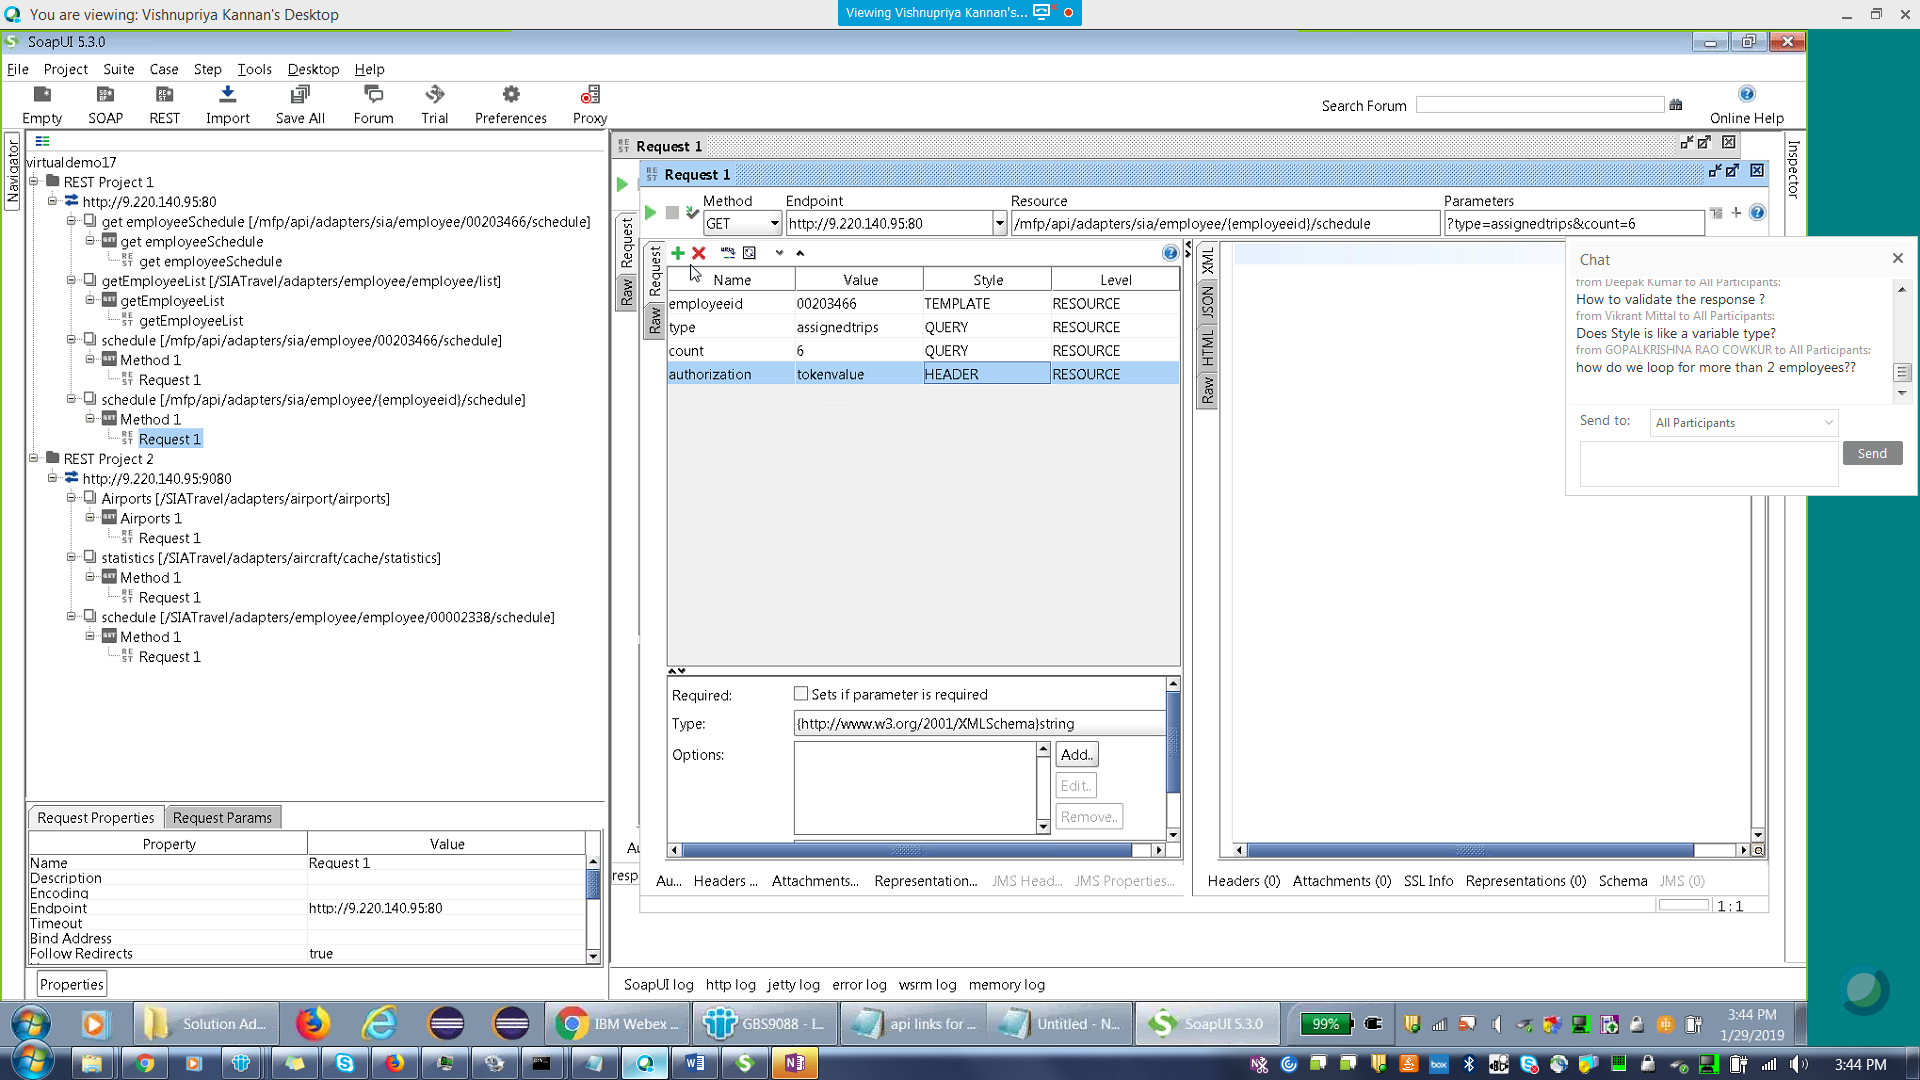 You are viewing: Vishnupriya Kannan's Desktop
Viewing Vishnupriya Kannan's...
SoapUI 5.3.0
File Project Suite Case Step Tools Desktop Help
Empty SOAP REST Import Save All Forum Trial Preferences Proxy
Search Forum
Online Help
Navigator
virtualdemo17
REST Project 1
http://9.220.140.95:80
get employeeSchedule [/mfp/api/adapters/sia/employee/00203466/schedule]
get employeeSchedule
get employeeSchedule
getEmployeeList [/SIATravel/adapters/employee/employee/list]
getEmployeeList
getEmployeeList
schedule [/mfp/api/adapters/sia/employee/00203466/schedule]
Method 1
Request 1
schedule [/mfp/api/adapters/sia/employee/{employeeid}/schedule]
Method 1
Request 1
REST Project 2
http://9.220.140.95:9080
Airports [/SIATravel/adapters/airport/airports]
Airports 1
Request 1
statistics [/SIATravel/adapters/aircraft/cache/statistics]
Method 1
Request 1
schedule [/SIATravel/adapters/employee/employee/00002338/schedule]
Method 1
Request 1
Request Properties Request Params
Property Value
Name Request 1
Description
Encoding
Endpoint http://9.220.140.95:80
Timeout
Bind Address
Follow Redirects true
Properties
Request 1
Request 1
Inspector
Method Endpoint Resource Parameters
GET http://9.220.140.95:80 /mfp/api/adapters/sia/employee/{employeeid}/schedule ?type=assignedtrips&count=6
Request
Raw
Request
Raw
Name Value Style Level
employeeid 00203466 TEMPLATE RESOURCE
type assignedtrips QUERY RESOURCE
count 6 QUERY RESOURCE
authorization tokenvalue HEADER RESOURCE
XML
JSON
HTML
Raw
Required: Sets if parameter is required
Type: {http://www.w3.org/2001/XMLSchema}string
Options:
Add..
Edit..
Remove..
Au
resp
Au... Headers ... Attachments... Representation... JMS Head... JMS Properties...
Headers (0) Attachments (0) SSL Info Representations (0) Schema JMS (0)
1 : 1
SoapUI log http log jetty log error log wsrm log memory log
Chat
from Deepak Kumar to All Participants:
How to validate the response ?
from Vikrant Mittal to All Participants:
Does Style is like a variable type?
from GOPALKRISHNA RAO COWKUR to All Participants:
how do we loop for more than 2 employees??
Send to: All Participants
Send
Solution Ad...
IBM Webex ...
GBS9088 - I...
api links for ...
Untitled - N...
SoapUI 5.3.0
99%
3:44 PM
1/29/2019
3:44 PM